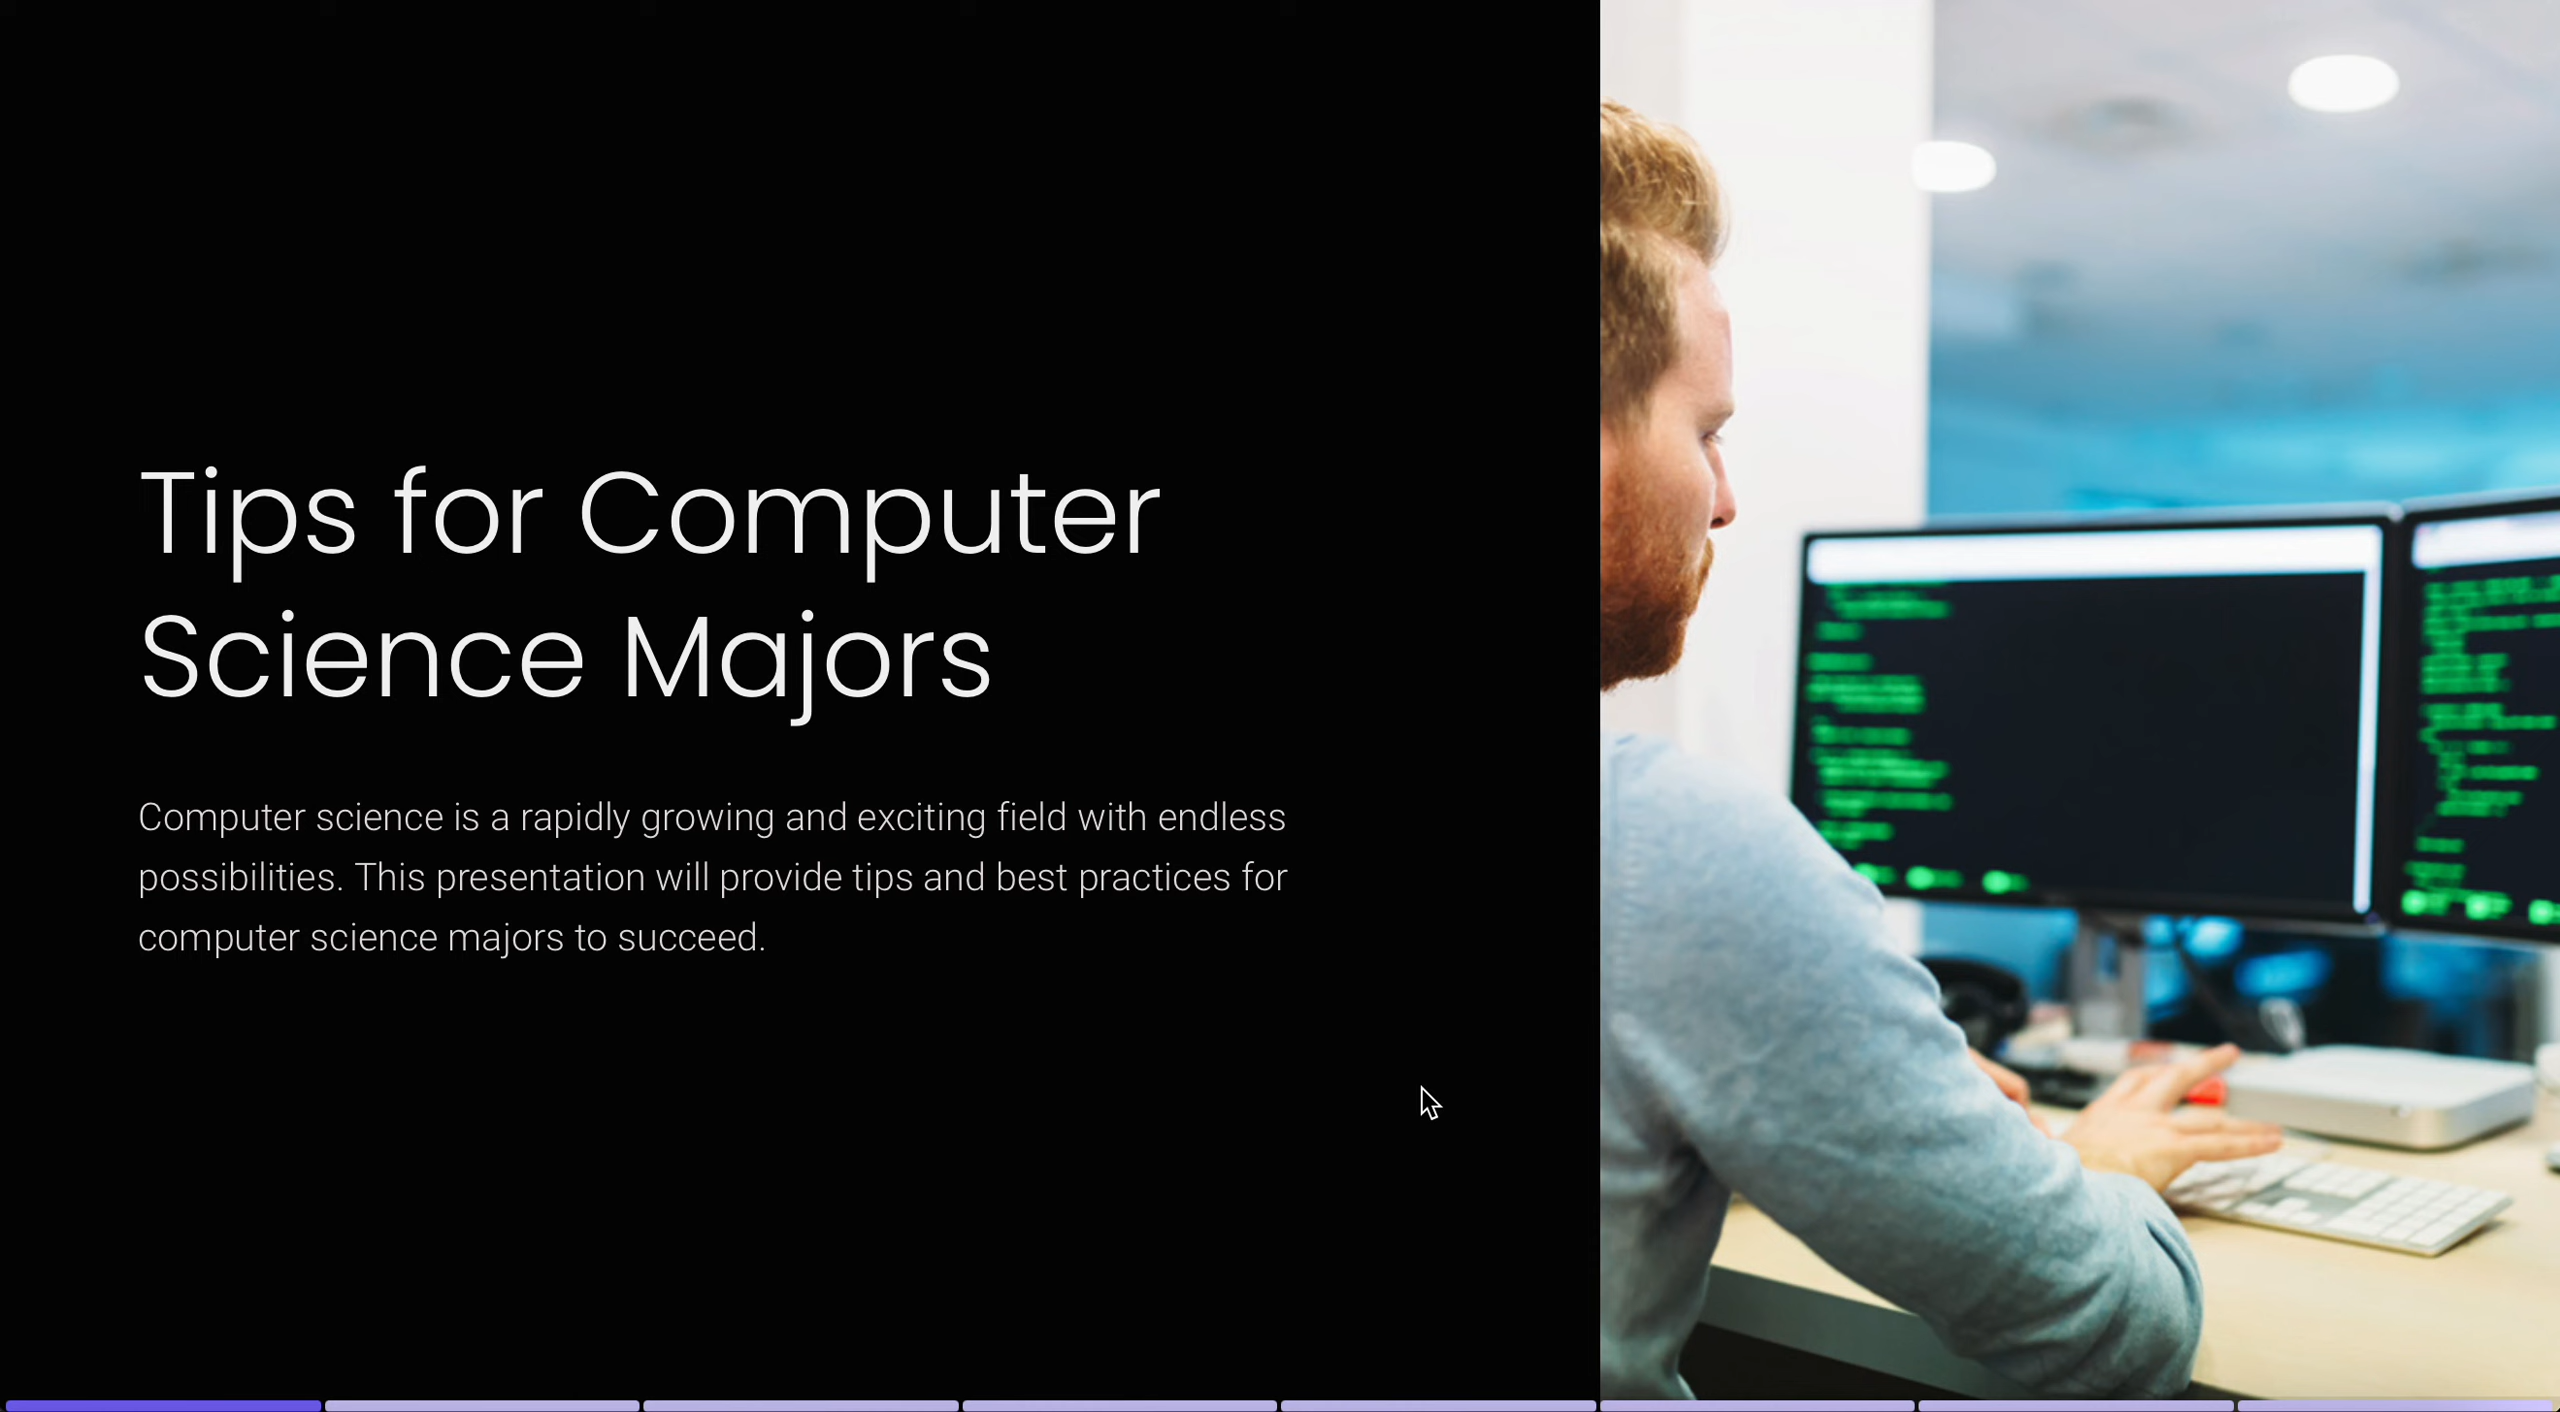 Tips for Computer
Science Majors
Computer science is a rapidly growing and exciting field with endless
possibilities. This presentation will provide tips and best practices for
computer science majors to succeed.